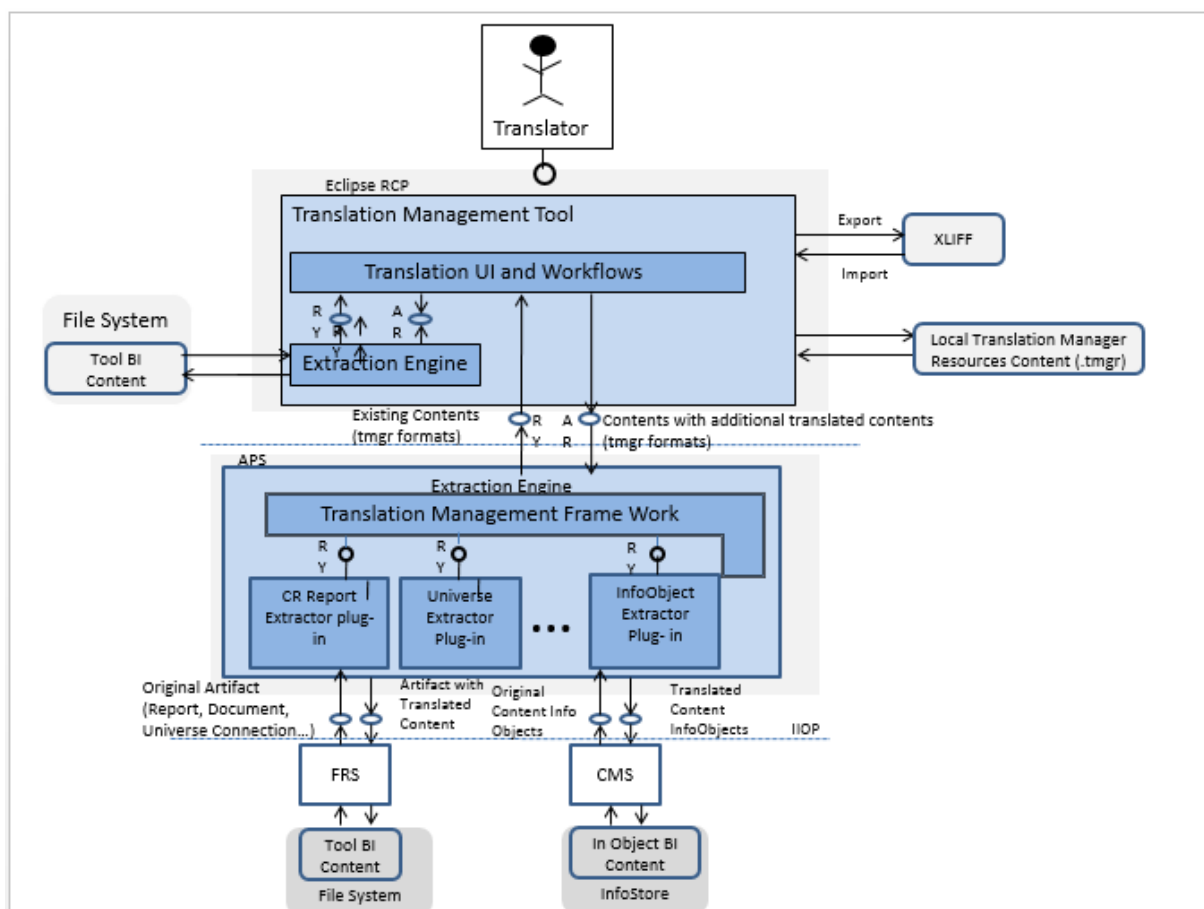 Translator
Eclipse RCP
Translation Management Tool
Export
XLIFF
Import
Translation UI and Workflows
R
Y
A
R
R
Y
File System
Tool BI
Content
Extraction Engine
Local Translation Manager
Resources Content (.tmgr)
Existing Contents
(tmgr formats)
R
Y
A
R
Contents with additional translated contents
(tmgr formats)
APS
Extraction Engine
Translation Management Frame Work
R
Y
R
Y
R
Y
CR Report
Extractor plug-
in
Universe
Extractor
Plug-in
...
InfoObject
Extractor
Plug- in
Original Artifact
(Report, Document,
Universe Connection...)
Artifact with
Translated
Content
Original
Content Info
Objects
Translated
Content
InfoObjects
IIOP
FRS
CMS
Tool BI
Content
File System
In Object BI
Content
InfoStore